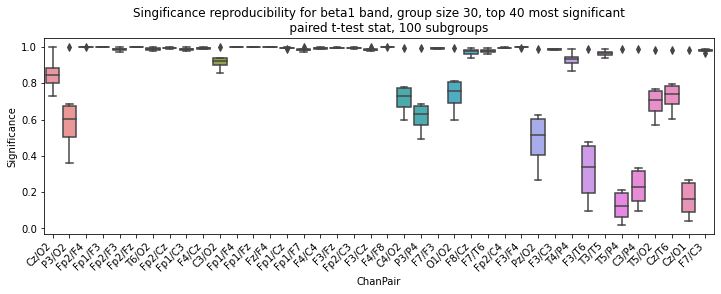 Singificance reproducibility for beta1 band, group size 30, top 40 most significant
paired t-test stat, 100 subgroups
Significance
1.0
0.8
0.6
0.4
0.2
0.0
Cz/O2
P3/O2
Fp2/F4
Fp1/F3
Fp2/F3
Fp2/Fz
T6/O2
Fp2/Cz
Fp1/C3
F4/Cz
C3/O2
Fp1/F4
Fp1/Fz
Fz/F4
Fp1/Cz
Fp1/F7
F4/C4
F3/Fz
Fp2/C3
F3/Cz
F4/F8
C4/O2
P3/P4
F7/F3
O1/O2
F8/Cz
F7/T6
Fp2/C4
F3/F4
Pz/O2
F3/C3
T4/P4
F3/T6
T3/T5
T5/P4
C3/P4
T5/O2
Cz/T6
Cz/O1
F7/C3
ChanPair